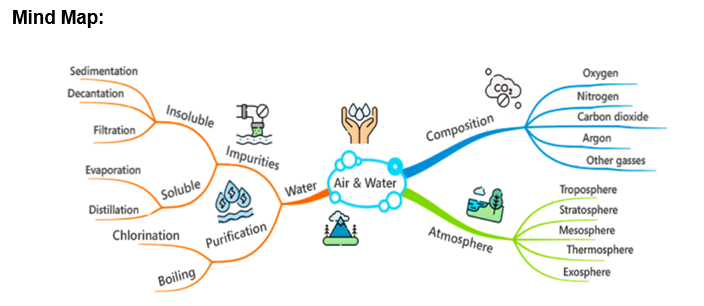 Mind Map:
Air & Water
Water
Impurities
Insoluble
Sedimentation
Decantation
Filtration
Soluble
Evaporation
Distillation
Purification
Chlorination
Boiling
Composition
CO2
Oxygen
Nitrogen
Carbon dioxide
Argon
Other gasses
Atmosphere
Troposphere
Stratosphere
Mesosphere
Thermosphere
Exosphere